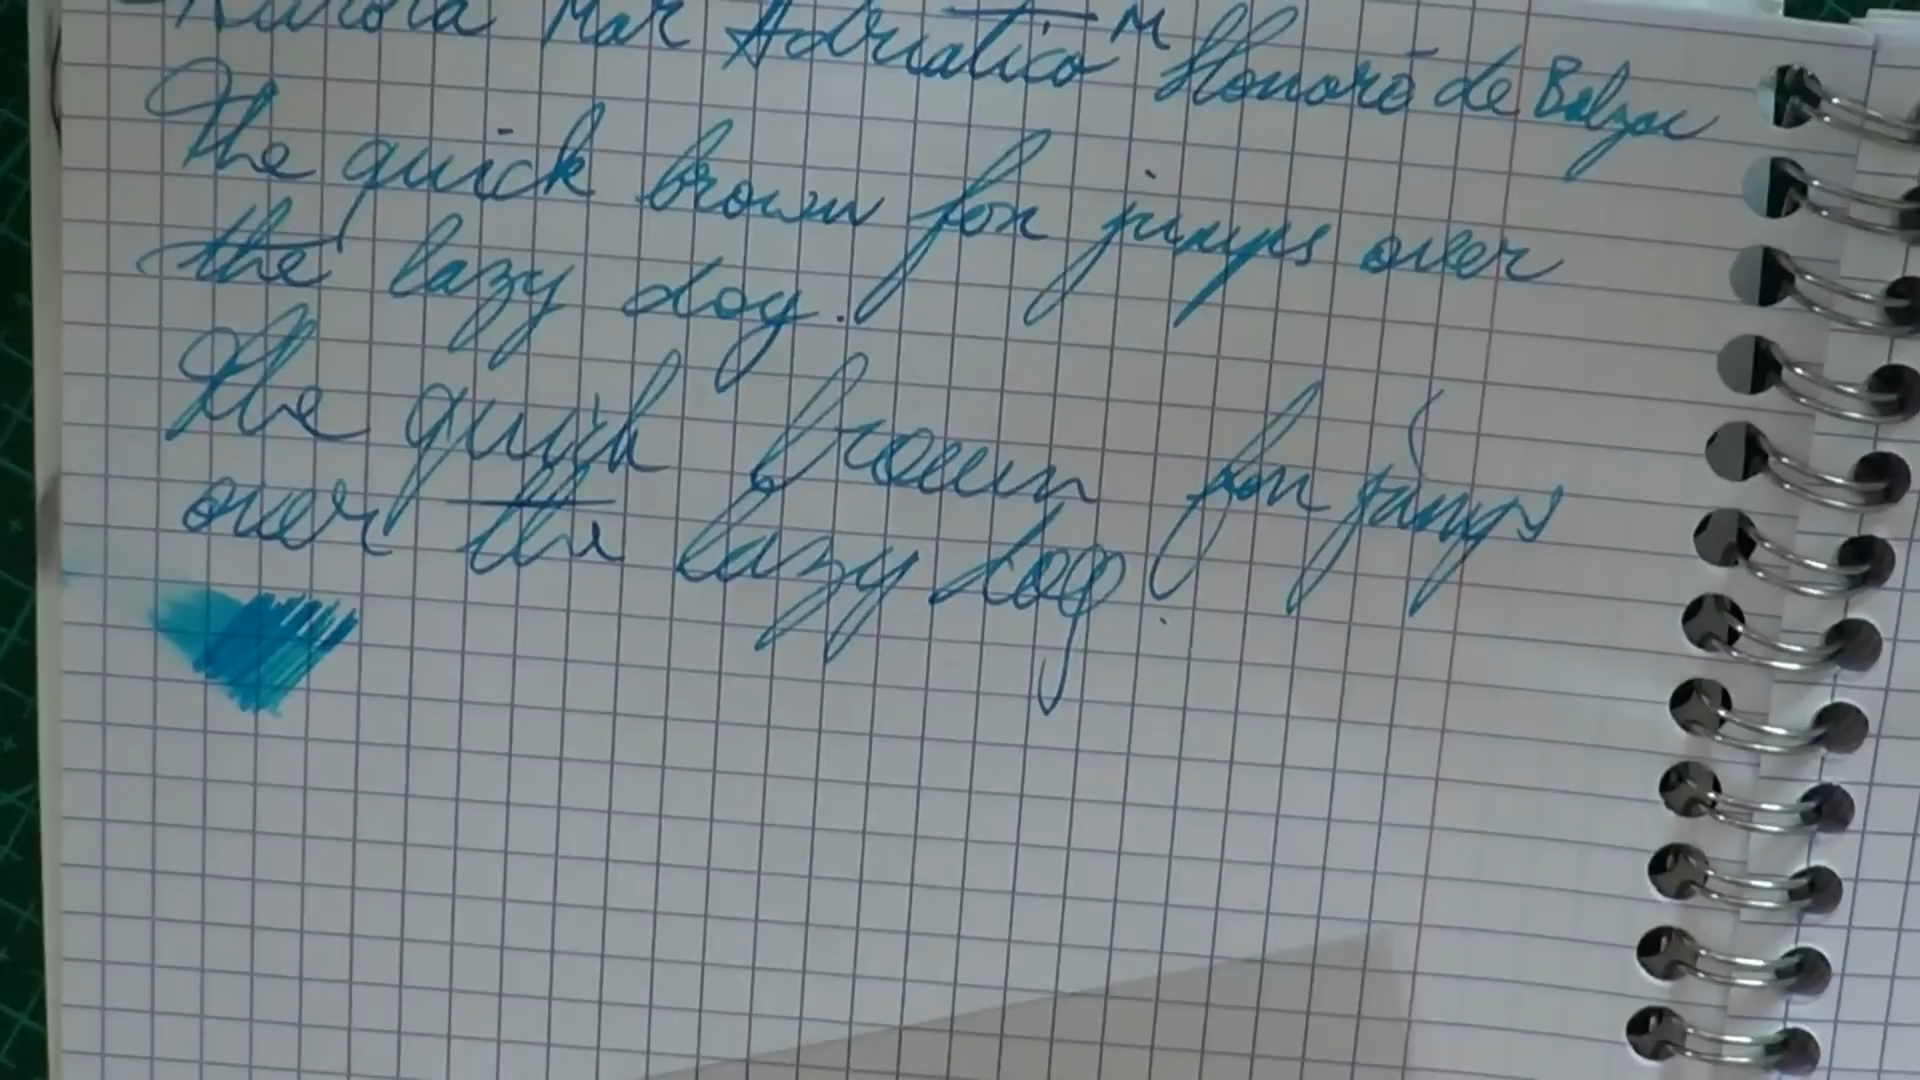 Aurora Mar Adriatico M Honoré de Balzac
The quick brown fox jumps over
the lazy dog.
The quick brown fox jumps
over the lazy dog.